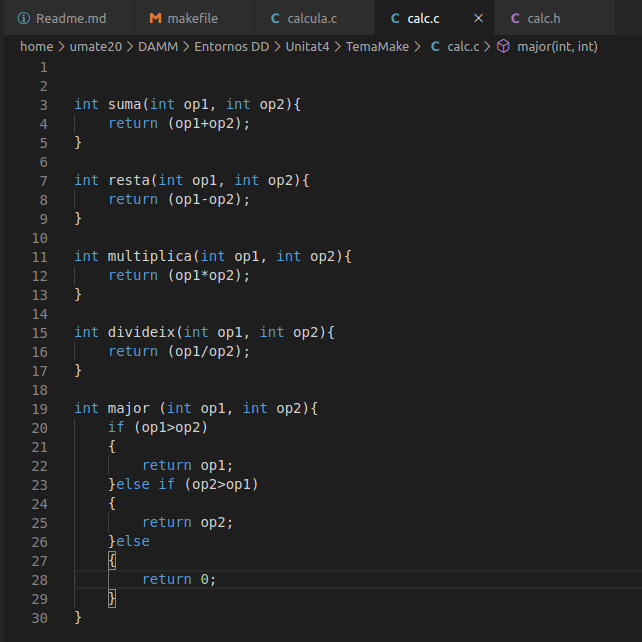 Readme.md makefile calcula.c calc.c calc.h
home > umate20 > DAMM > Entornos DD > Unitat4 > TemaMake > C calc.c > major(int, int)
1
2
3 int suma(int op1, int op2){
4     return (op1+op2);
5 }
6
7 int resta(int op1, int op2){
8     return (op1-op2);
9 }
10
11 int multiplica(int op1, int op2){
12     return (op1*op2);
13 }
14
15 int divideix(int op1, int op2){
16     return (op1/op2);
17 }
18
19 int major (int op1, int op2){
20     if (op1>op2)
21     {
22         return op1;
23     }else if (op2>op1)
24     {
25         return op2;
26     }else
27     {
28         return 0;
29     }
30 }